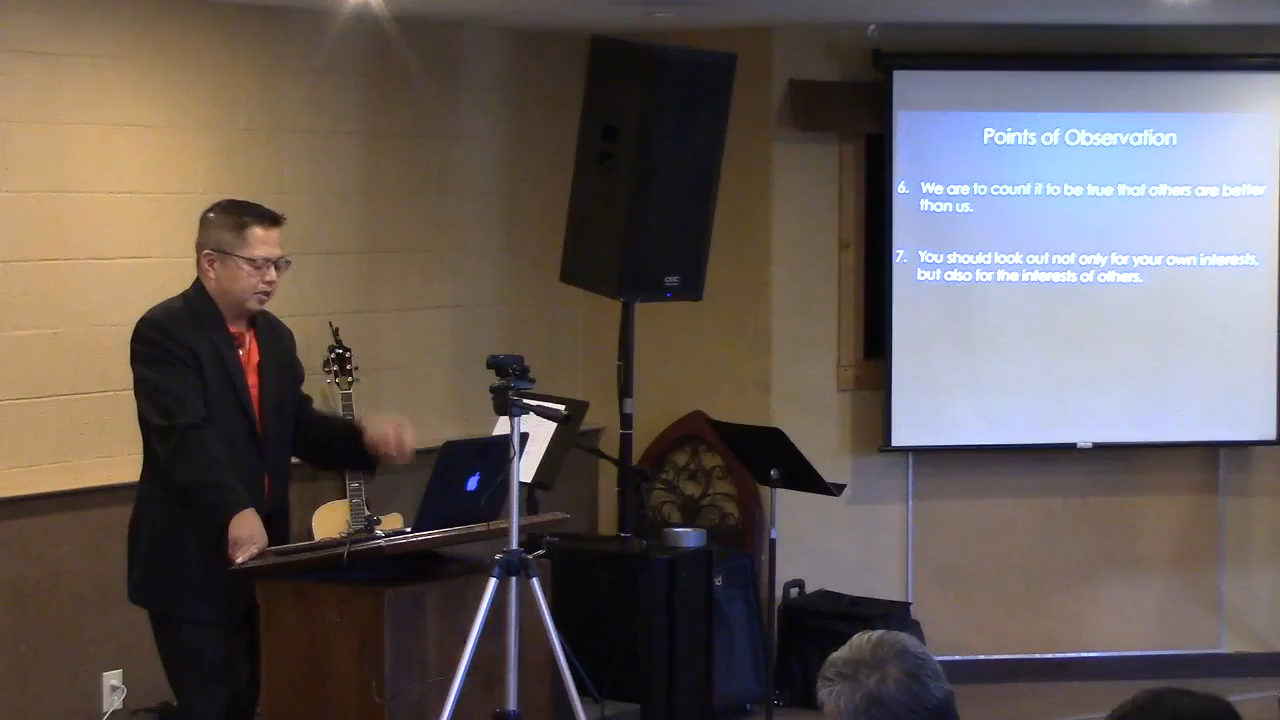 Points of Observation
6. We are to count it to be true that others are better
than us.
7. You should look out not only for your own interests,
but also for the interests of others.
QSC